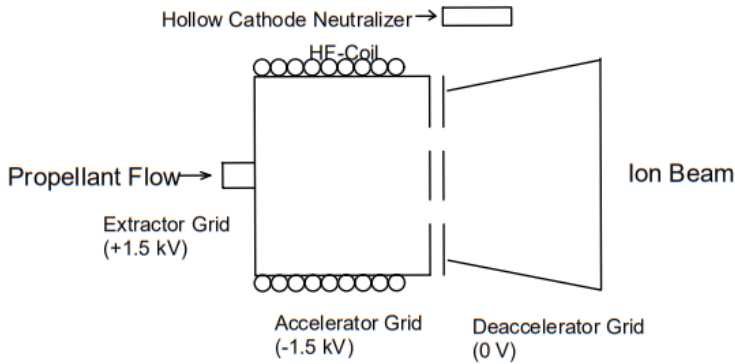 Hollow Cathode Neutralizer
HF-Coil
Propellant Flow
Ion Beam
Extractor Grid
(+1.5 kV)
Accelerator Grid
(-1.5 kV)
Deaccelerator Grid
(0 V)